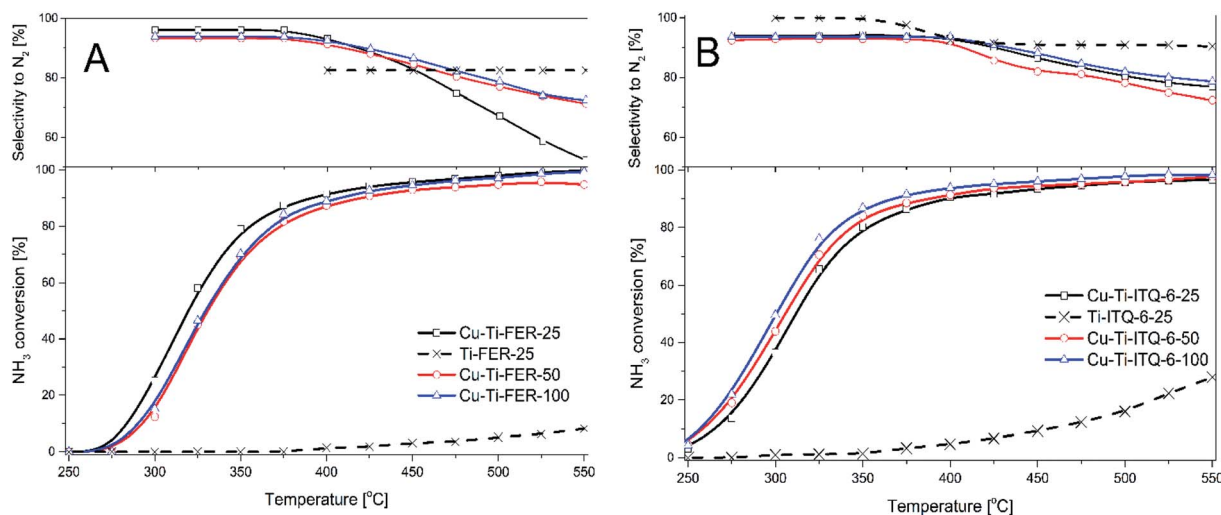 A
Selectivity to N₂ [%]
100
80
60
NH₃ conversion [%]
100
80
60
40
20
0
Cu-Ti-FER-25
Ti-FER-25
Cu-Ti-FER-50
Cu-Ti-FER-100
250 300 350 400 450 500 550
Temperature [°C]
B
Selectivity to N₂ [%]
100
80
60
NH₃ conversion [%]
100
80
60
40
20
0
Cu-Ti-ITQ-6-25
Ti-ITQ-6-25
Cu-Ti-ITQ-6-50
Cu-Ti-ITQ-6-100
250 300 350 400 450 500 550
Temperature [°C]